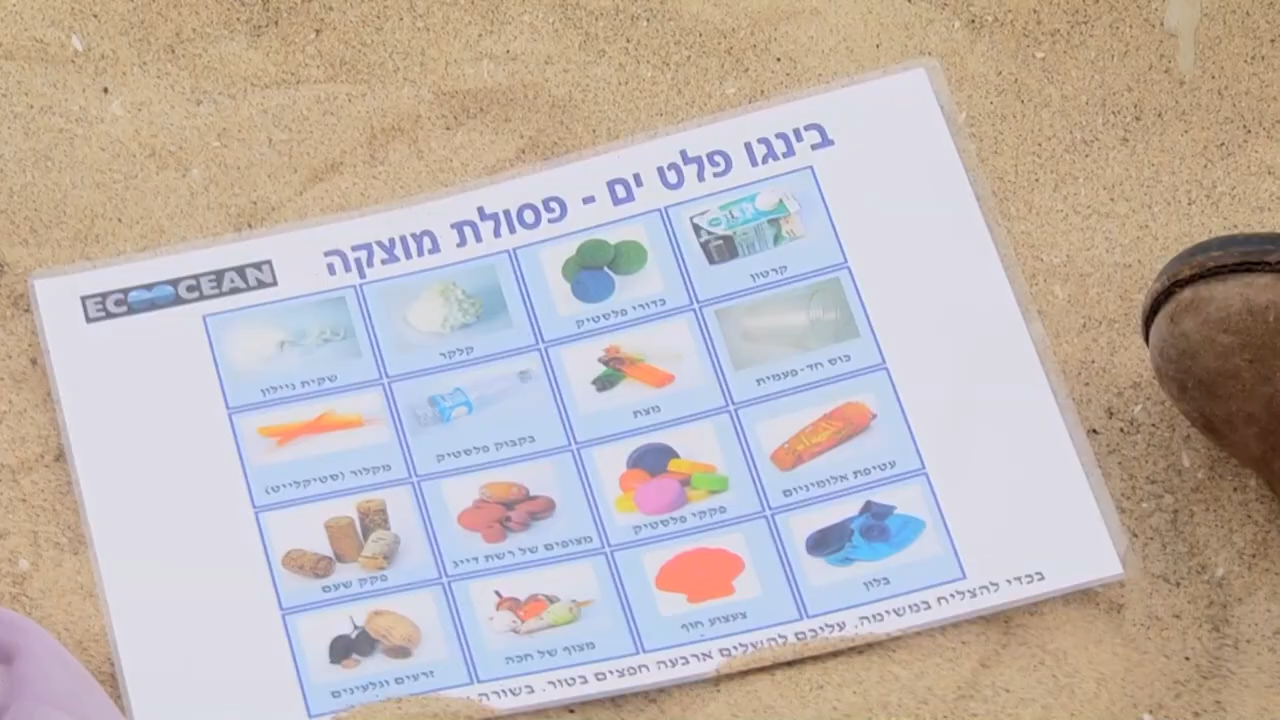 בינגו פלט ים - פסולת מוצקה
ECOOCEAN
קרטון
כדורי פלסטיק
קלקר
שקית ניילון
כוס חד-פעמית
מצת
בקבוק פלסטיק
מקלור (סטיקלייט)
עטיפת אלומיניום
פקקי פלסטיק
מצופים של רשת דייג
פקק שעם
בלון
צעצוע חוף
מצוף של חכה
זרעים וגלעינים
בכדי להצליח במשימה, עליכם להשלים ארבעה חפצים בטור, בשורה